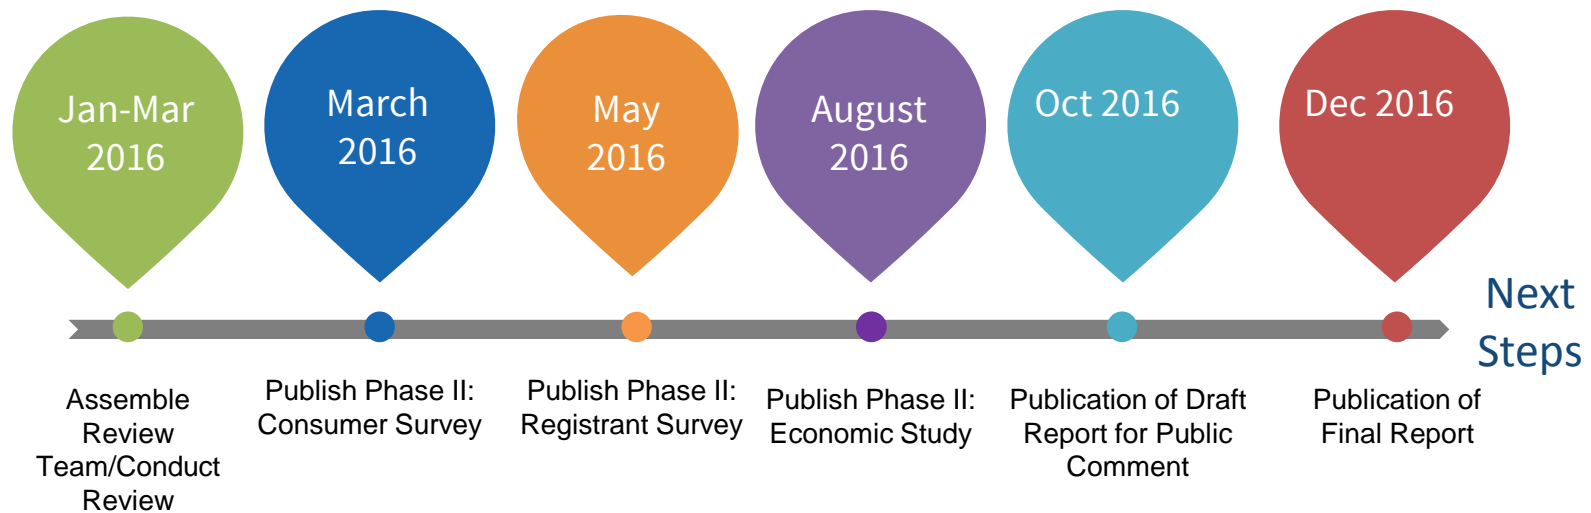 Jan-Mar
2016
March
2016
May
2016
August
2016
Oct 2016
Dec 2016
Next
Steps
Assemble
Review
Team/Conduct
Review
Publish Phase II:
Consumer Survey
Publish Phase II:
Registrant Survey
Publish Phase II:
Economic Study
Publication of Draft
Report for Public
Comment
Publication of
Final Report